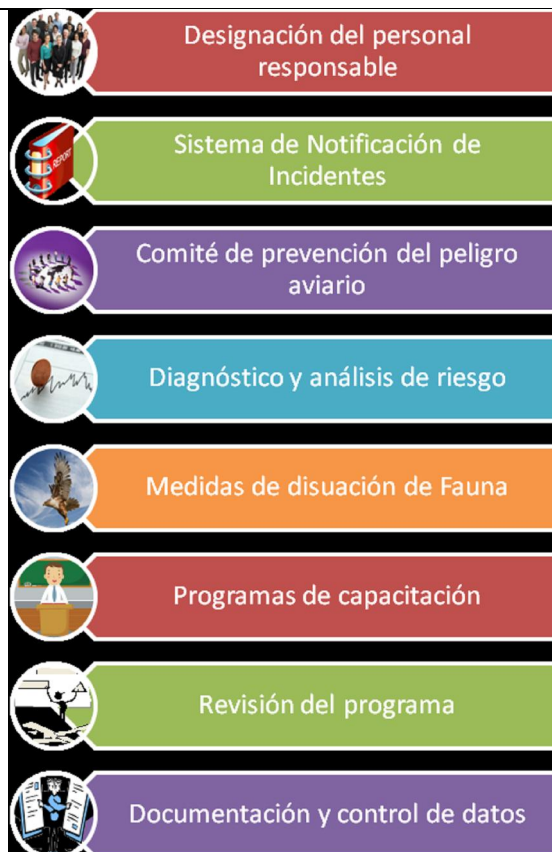 Designación del personal
responsable
REPORT
Sistema de Notificación de
Incidentes
Comité de prevención del peligro
aviario
Diagnóstico y análisis de riesgo
Medidas de disuación de Fauna
Programas de capacitación
Revisión del programa
Documentación y control de datos